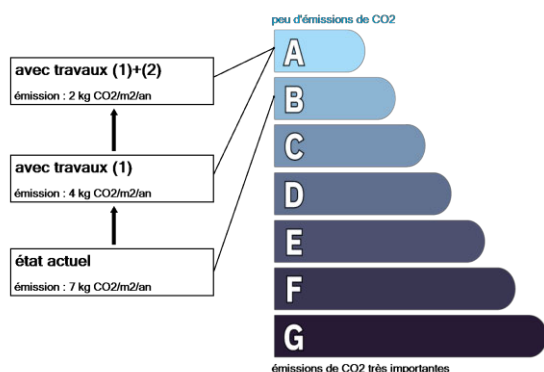 peu d'émissions de CO2
avec travaux (1)+(2)
émission : 2 kg CO2/m2/an
avec travaux (1)
émission : 4 kg CO2/m2/an
état actuel
émission : 7 kg CO2/m2/an
A
B
C
D
E
F
G
émissions de CO2 très importantes